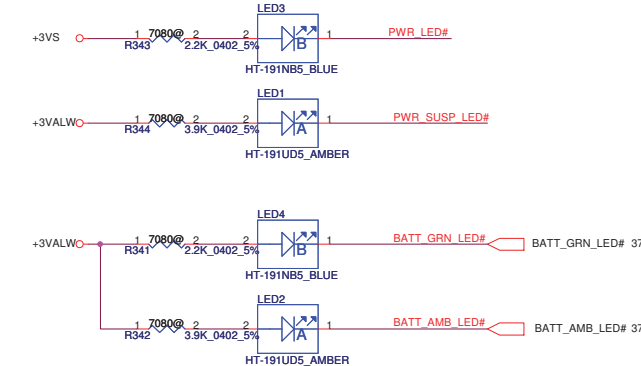 LED3
+3VS 1 7080@ 2 2 B 1 PWR_LED#
R343 2.2K_0402_5%
HT-191NB5_BLUE
LED1
+3VALW 1 7080@ 2 2 A 1 PWR_SUSP_LED#
R344 3.9K_0402_5%
HT-191UD5_AMBER
LED4
+3VALW 1 7080@ 2 2 B 1 BATT_GRN_LED# BATT_GRN_LED# 37
R341 2.2K_0402_5%
HT-191NB5_BLUE
LED2
1 7080@ 2 2 A 1 BATT_AMB_LED# BATT_AMB_LED# 37
R342 3.9K_0402_5%
HT-191UD5_AMBER